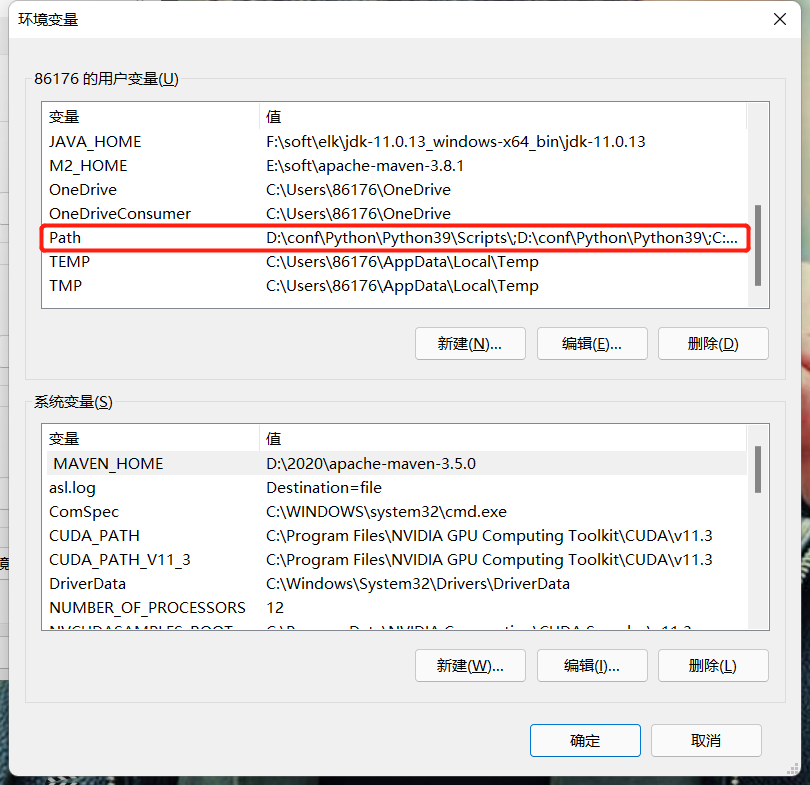 环境变量
86176 的用户变量(U)
变量 值
JAVA_HOME F:\soft\elk\jdk-11.0.13_windows-x64_bin\jdk-11.0.13
M2_HOME E:\soft\apache-maven-3.8.1
OneDrive C:\Users\86176\OneDrive
OneDriveConsumer C:\Users\86176\OneDrive
Path D:\conf\Python\Python39\Scripts\;D:\conf\Python\Python39\;C:...
TEMP C:\Users\86176\AppData\Local\Temp
TMP C:\Users\86176\AppData\Local\Temp
新建(N)... 编辑(E)... 删除(D)
系统变量(S)
变量 值
MAVEN_HOME D:\2020\apache-maven-3.5.0
asl.log Destination=file
ComSpec C:\WINDOWS\system32\cmd.exe
CUDA_PATH C:\Program Files\NVIDIA GPU Computing Toolkit\CUDA\v11.3
CUDA_PATH_V11_3 C:\Program Files\NVIDIA GPU Computing Toolkit\CUDA\v11.3
DriverData C:\Windows\System32\Drivers\DriverData
NUMBER_OF_PROCESSORS 12
新建(W)... 编辑(I)... 删除(L)
确定 取消